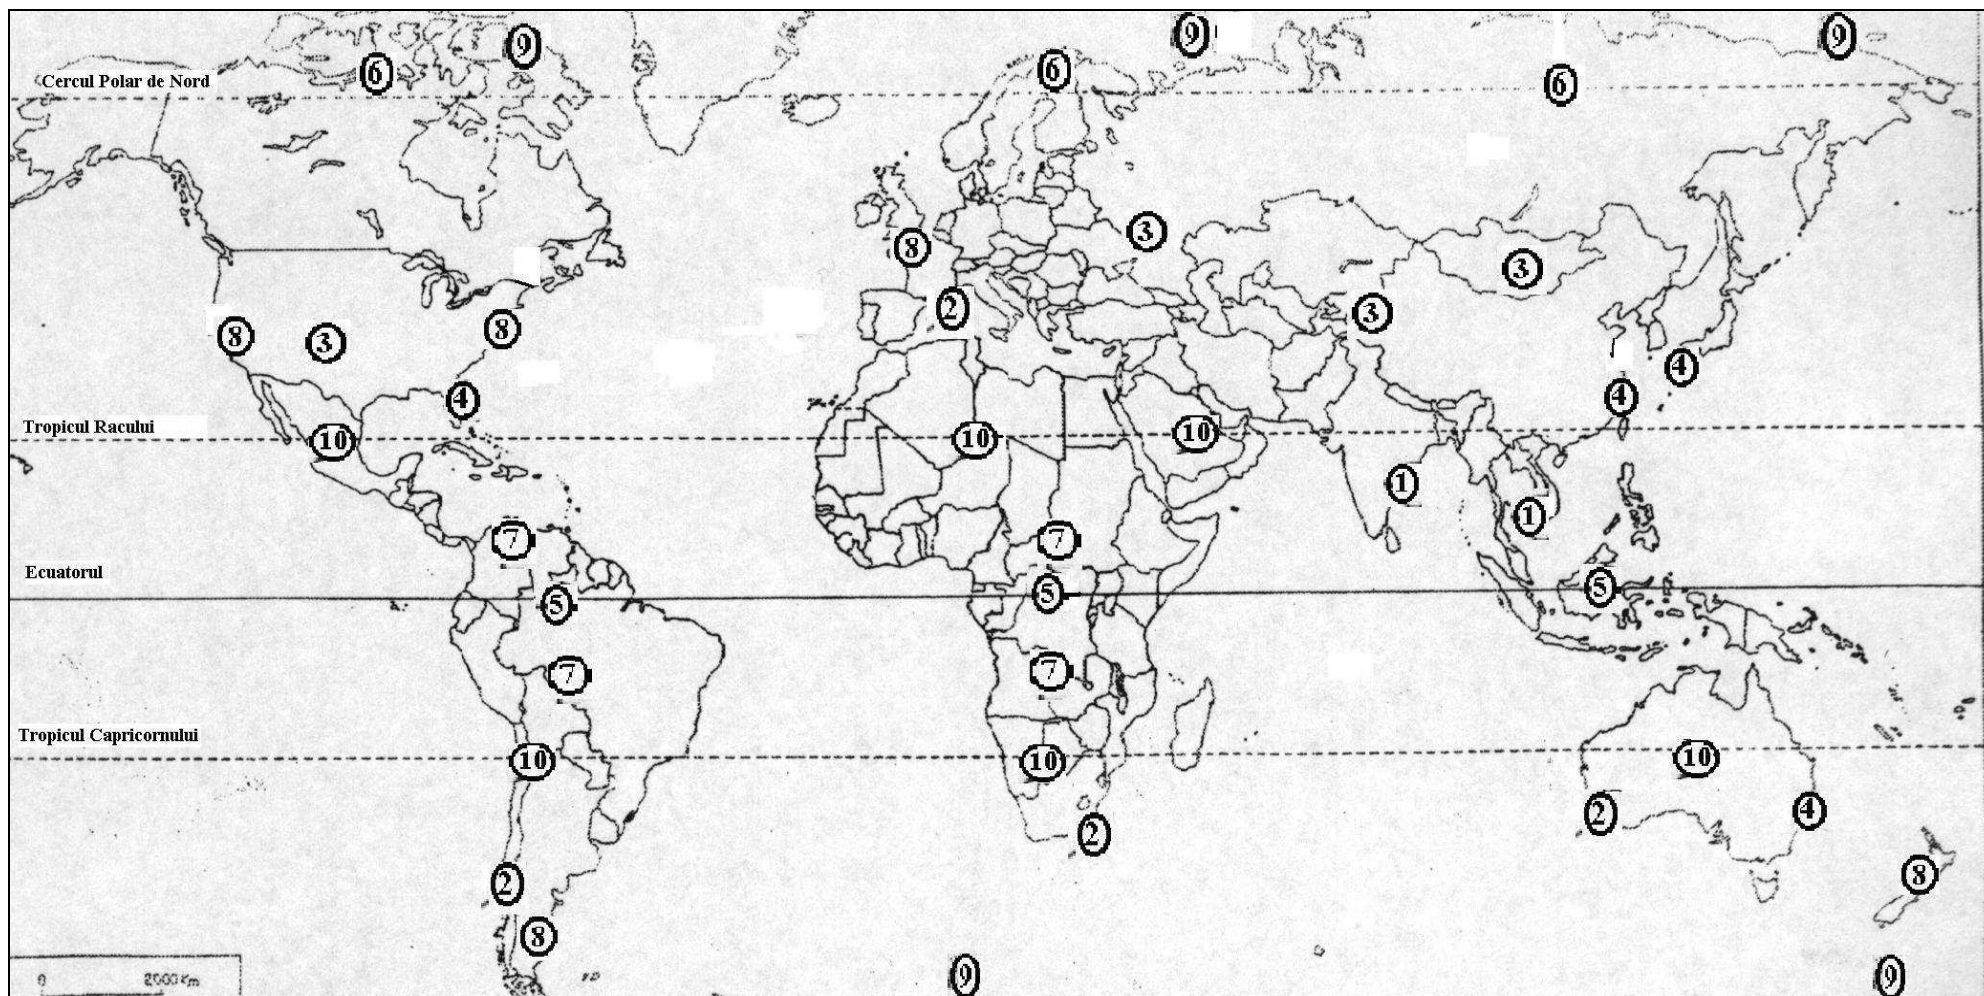 9 9 9
6 6 6
Cercul Polar de Nord
3
8 3
2 3
8 3 8
4
4 4
Tropicul Racului
10 10 10
1
1
7 7
Ecuatorul
5 5 5
7 7
Tropicul Capricornului
10 10 10
2 4
2
8
2
8
9 9
0 2000 km